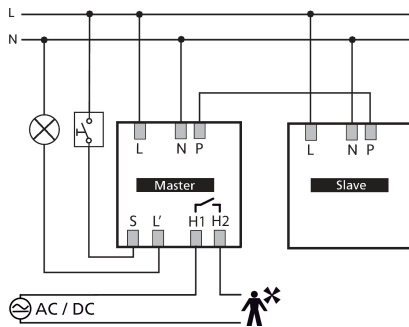 L
N
L N P L N P
Master Slave
S L' H1 H2
AC / DC